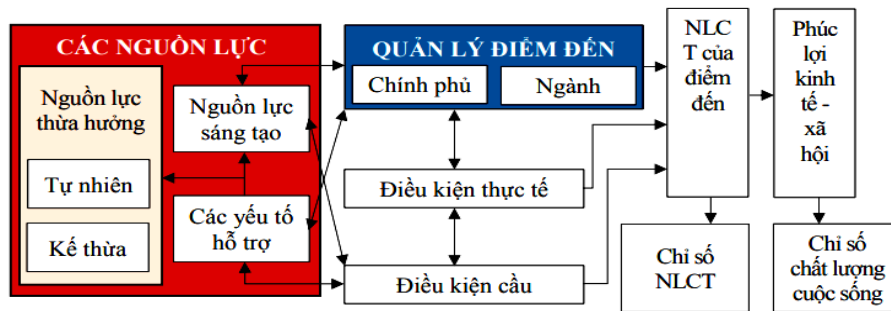 CÁC NGUỒN LỰC
Nguồn lực
thừa hưởng
Tự nhiên
Kế thừa
Nguồn lực
sáng tạo
Các yếu tố
hỗ trợ
QUẢN LÝ ĐIỂM ĐẾN
Chính phủ
Ngành
Điều kiện thực tế
Điều kiện cầu
NLC
T của
điểm
đến
Phúc
lợi
kinh
tế -
xã
hội
Chỉ số
NLCT
Chỉ số
chất lượng
cuộc sống